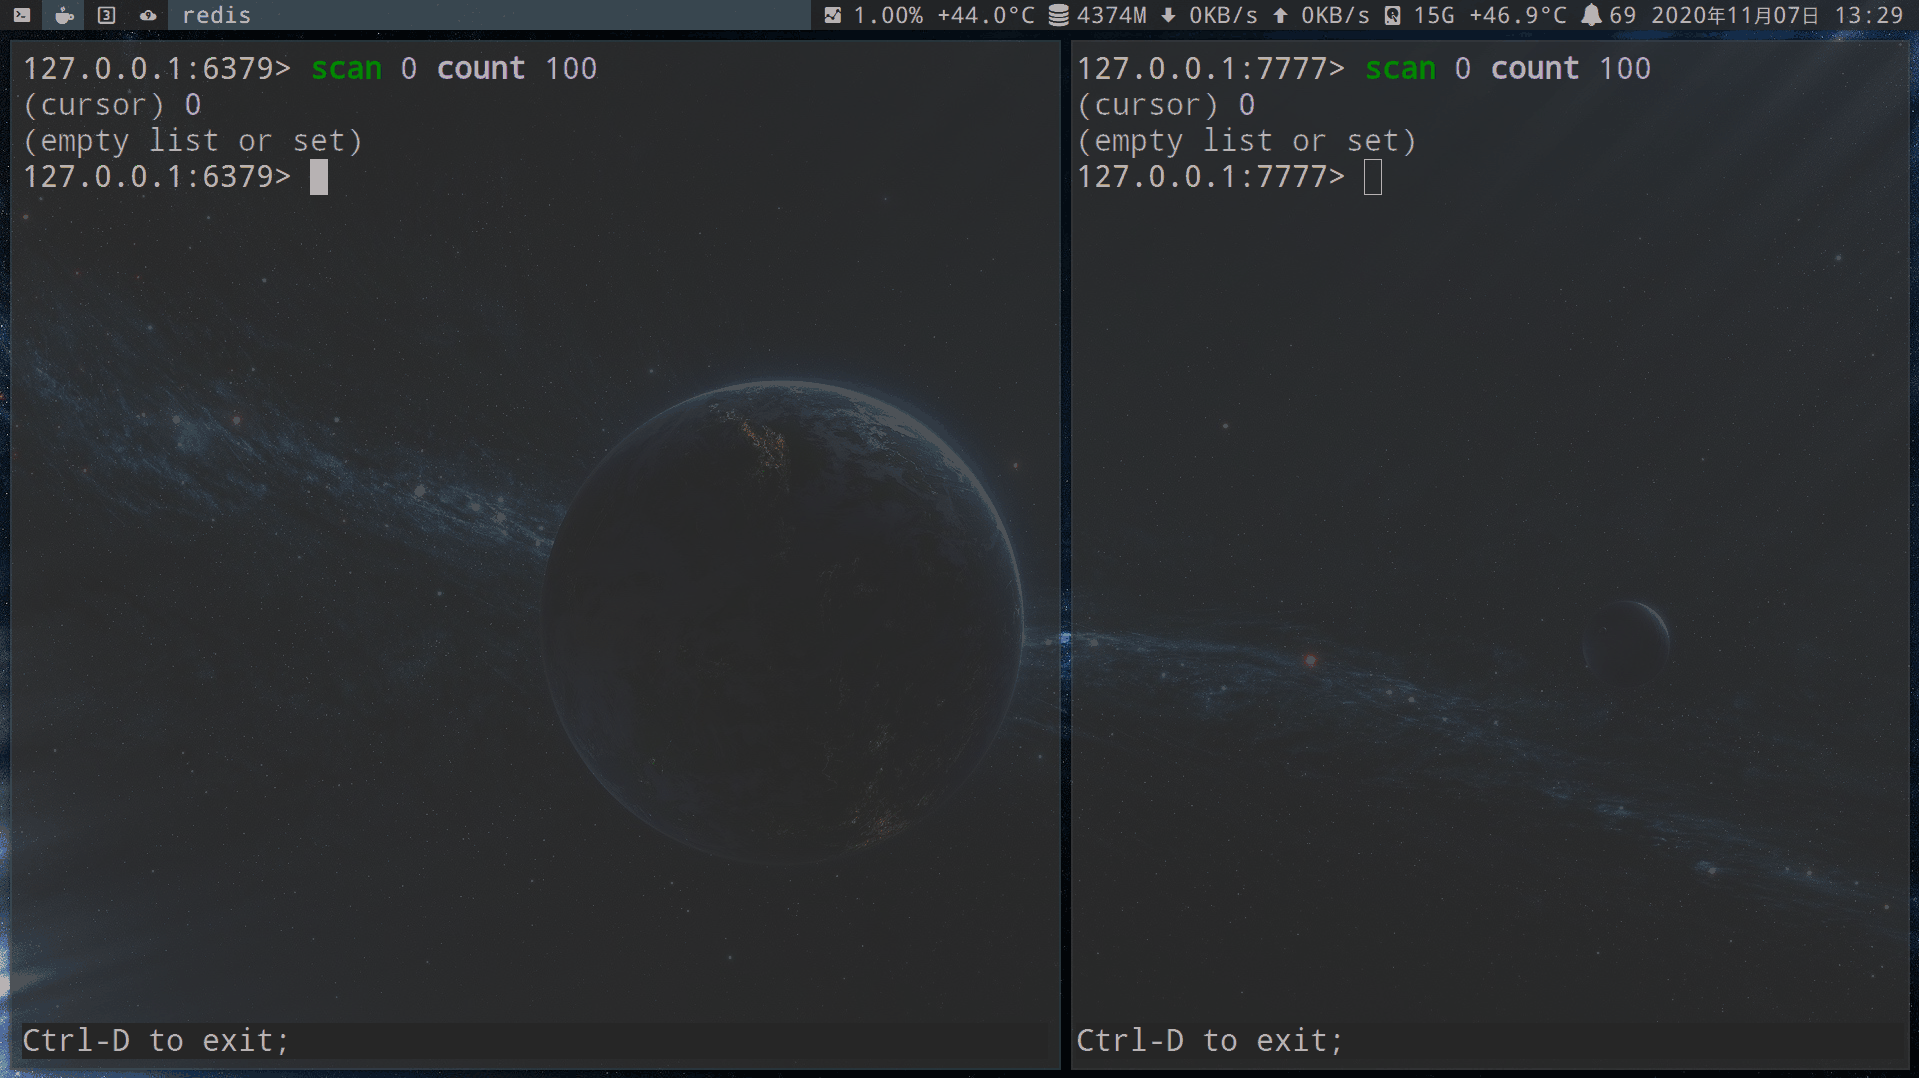 3 redis 1.00% +44.0°C 4374M 0KB/s 0KB/s 15G +46.9°C 69 2020年11月07日 13:29
127.0.0.1:6379> scan 0 count 100
(cursor) 0
(empty list or set)
127.0.0.1:6379>
Ctrl-D to exit;
127.0.0.1:7777> scan 0 count 100
(cursor) 0
(empty list or set)
127.0.0.1:7777>
Ctrl-D to exit;